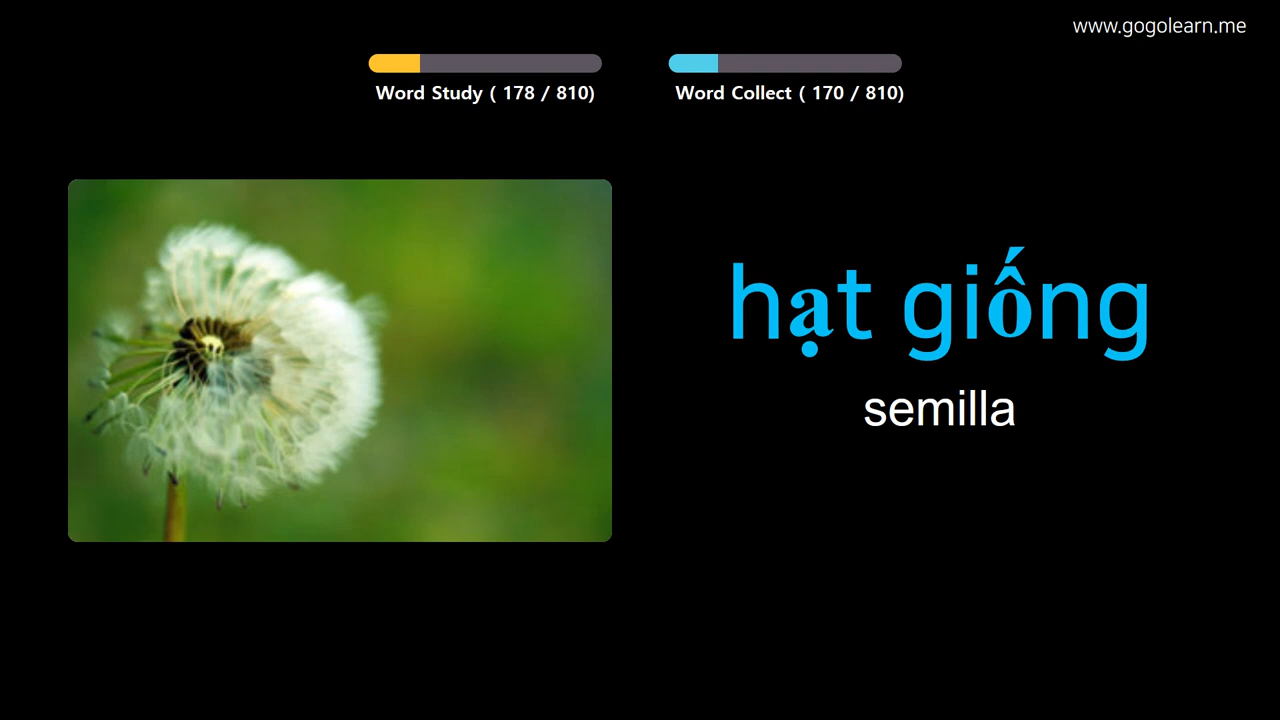 www.gogolearn.me
Word Study ( 178 / 810)
Word Collect ( 170 / 810)
hạt giống
semilla